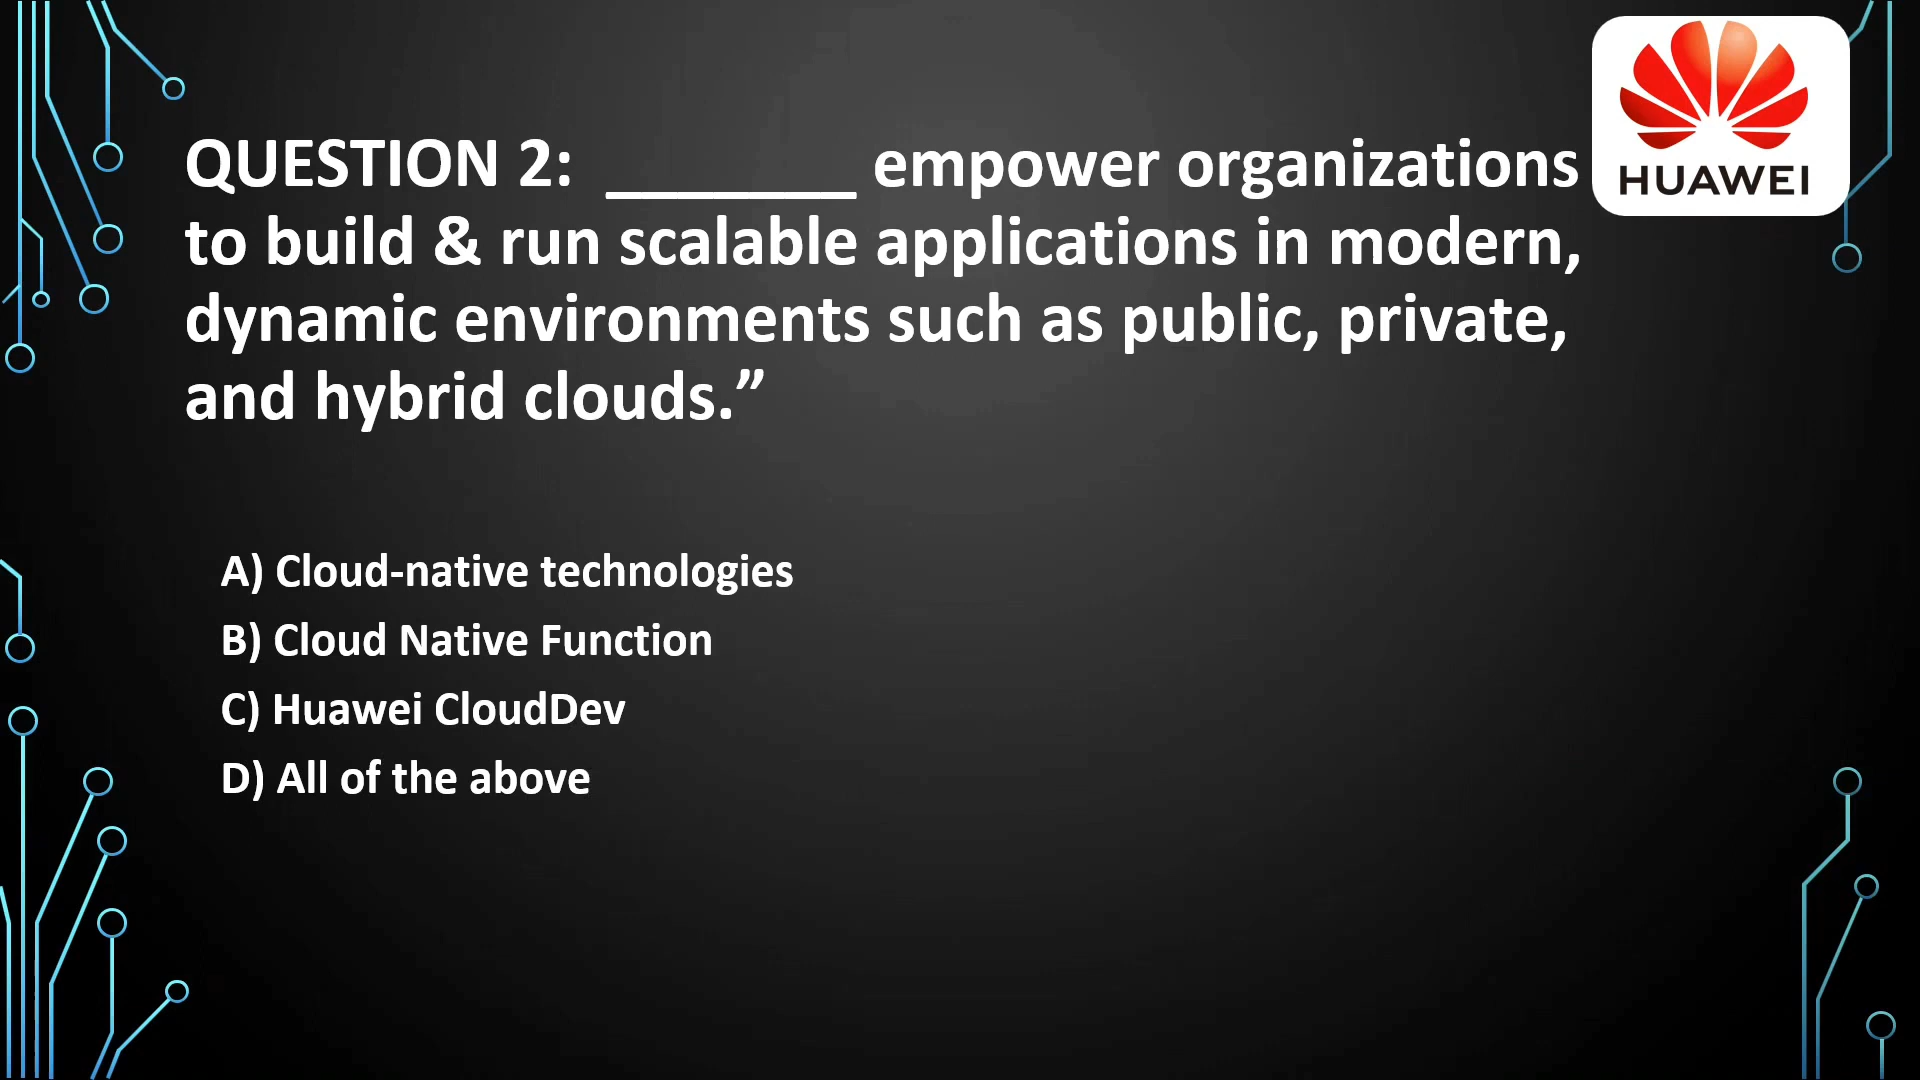 HUAWEI
QUESTION 2: _______ empower organizations
to build & run scalable applications in modern,
dynamic environments such as public, private,
and hybrid clouds.”
A) Cloud-native technologies
B) Cloud Native Function
C) Huawei CloudDev
D) All of the above